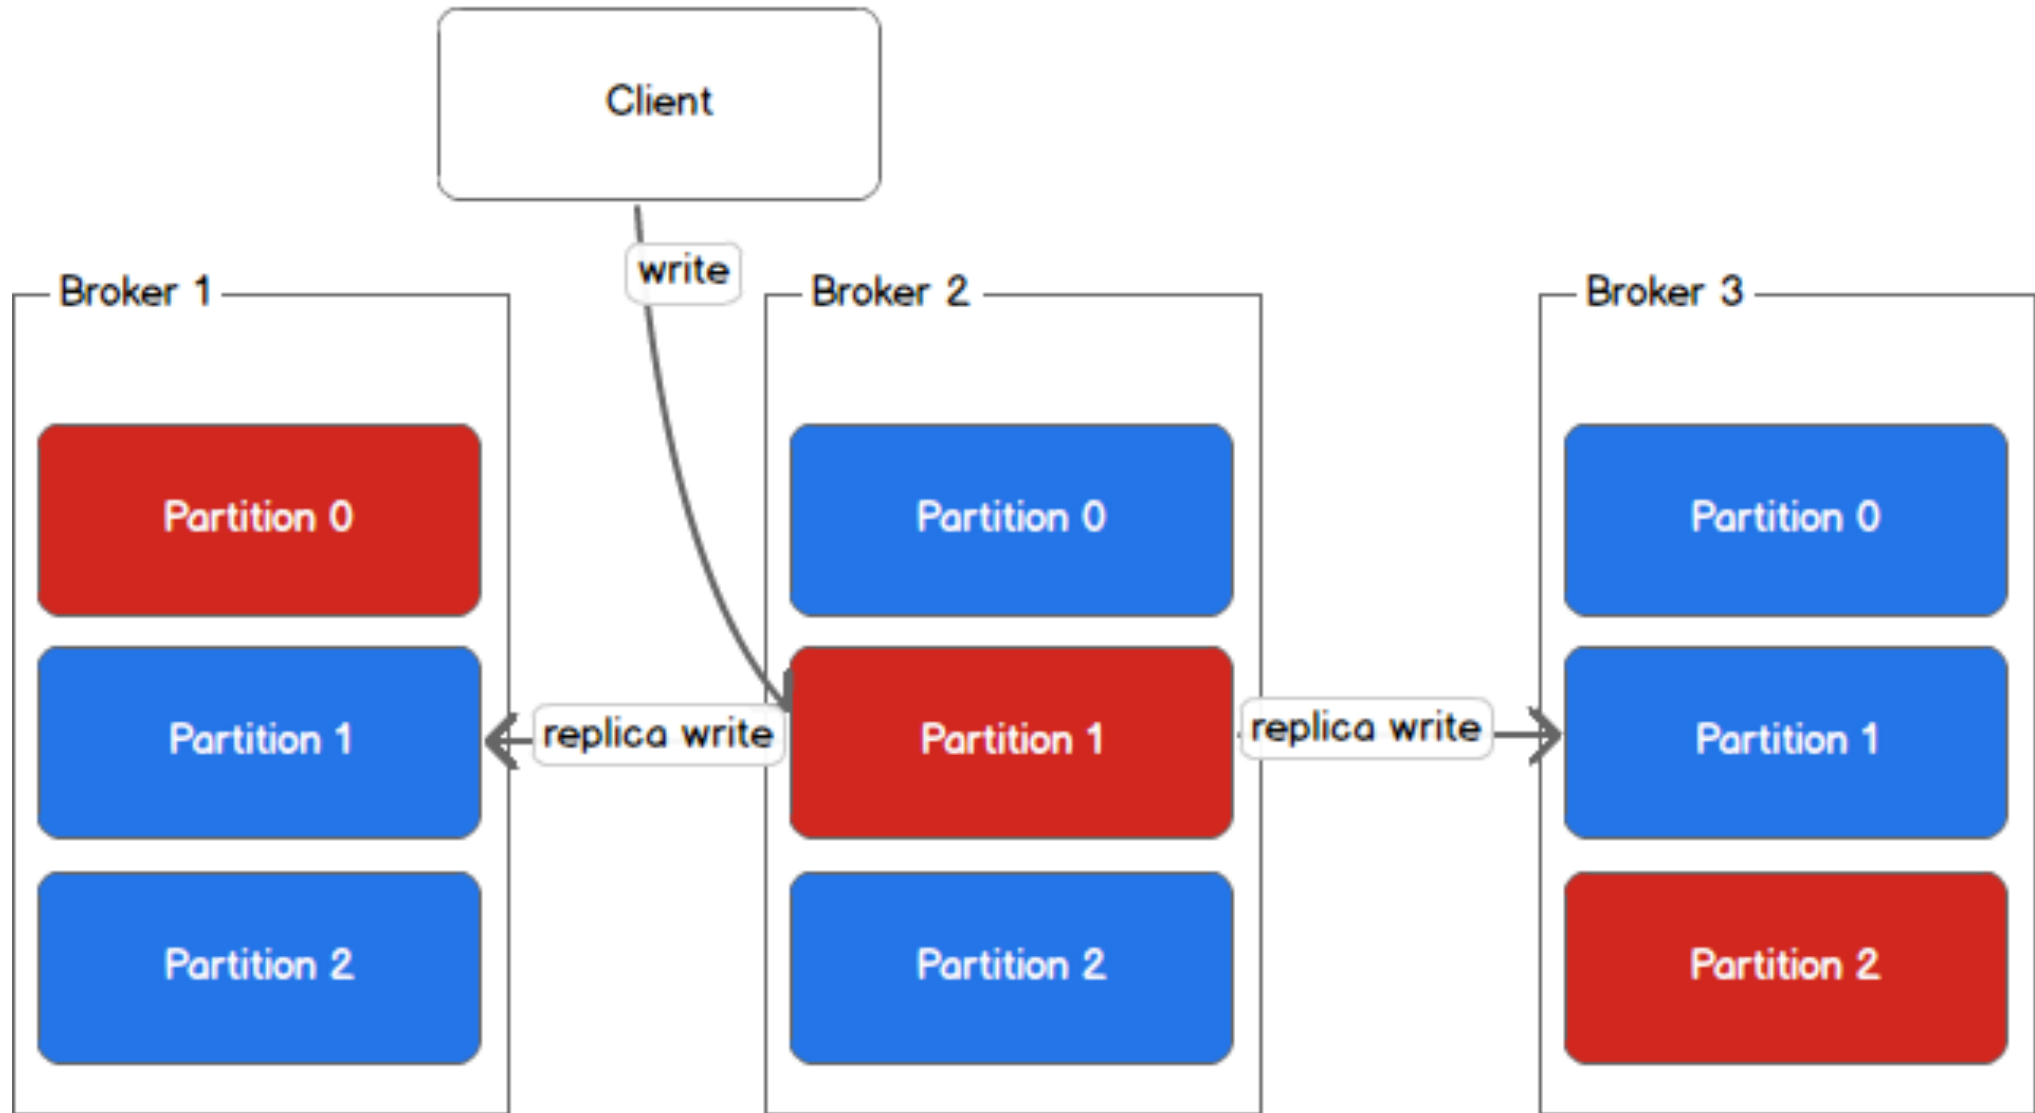 Client
write
Broker 1
Broker 2
Broker 3
Partition 0
Partition 0
Partition 0
Partition 1
replica write
Partition 1
replica write
Partition 1
Partition 2
Partition 2
Partition 2